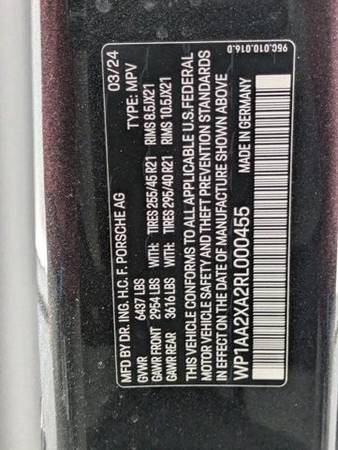 MFD BY DR. ING. H.C. F. PORSCHE AG 03/24
GVWR 6437 LBS TYPE: MPV
GAWR FRONT 2954 LBS WITH: TIRES 255/45 R21 RIMS 8.5JX21
GAWR REAR 3616 LBS WITH: TIRES 295/40 R21 RIMS 10.5JX21
THIS VEHICLE CONFORMS TO ALL APPLICABLE U.S. FEDERAL
MOTOR VEHICLE SAFETY AND THEFT PREVENTION STANDARDS
IN EFFECT ON THE DATE OF MANUFACTURE SHOWN ABOVE.
WP1AA2XA2RL000455 MADE IN GERMANY
95C.010.016.D